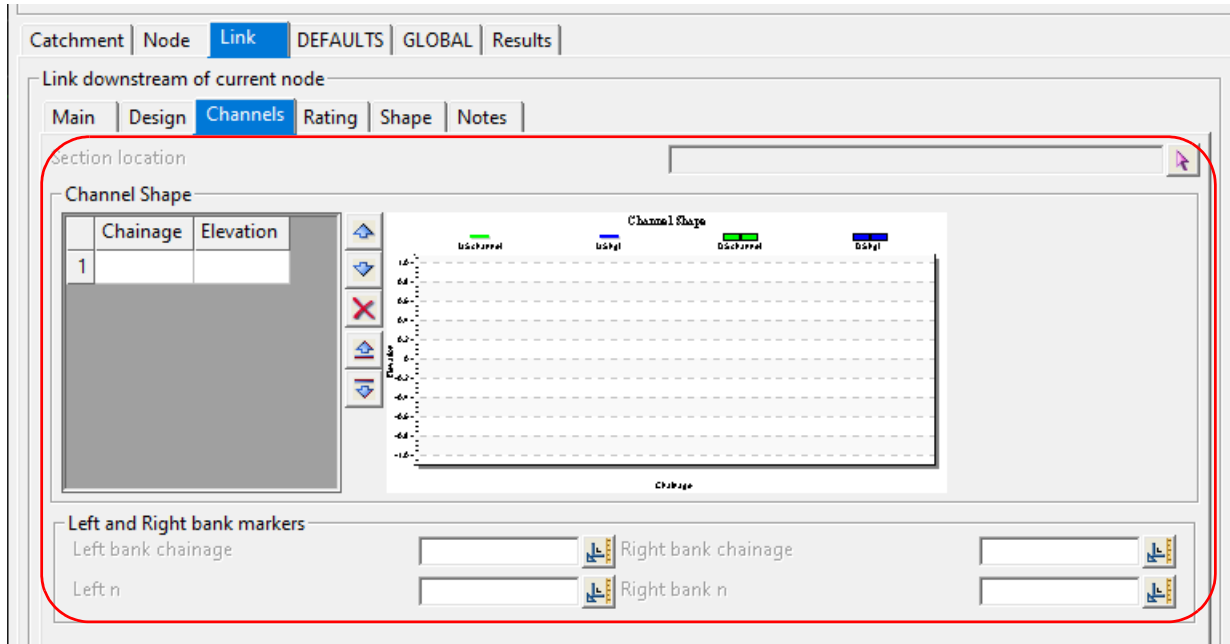 Catchment Node Link DEFAULTS GLOBAL Results
Link downstream of current node
Main Design Channels Rating Shape Notes
Section location
Channel Shape
Chainage Elevation
1
Channel Shape
Elevation
Chainage
Left and Right bank markers
Left bank chainage Right bank chainage
Left n Right bank n